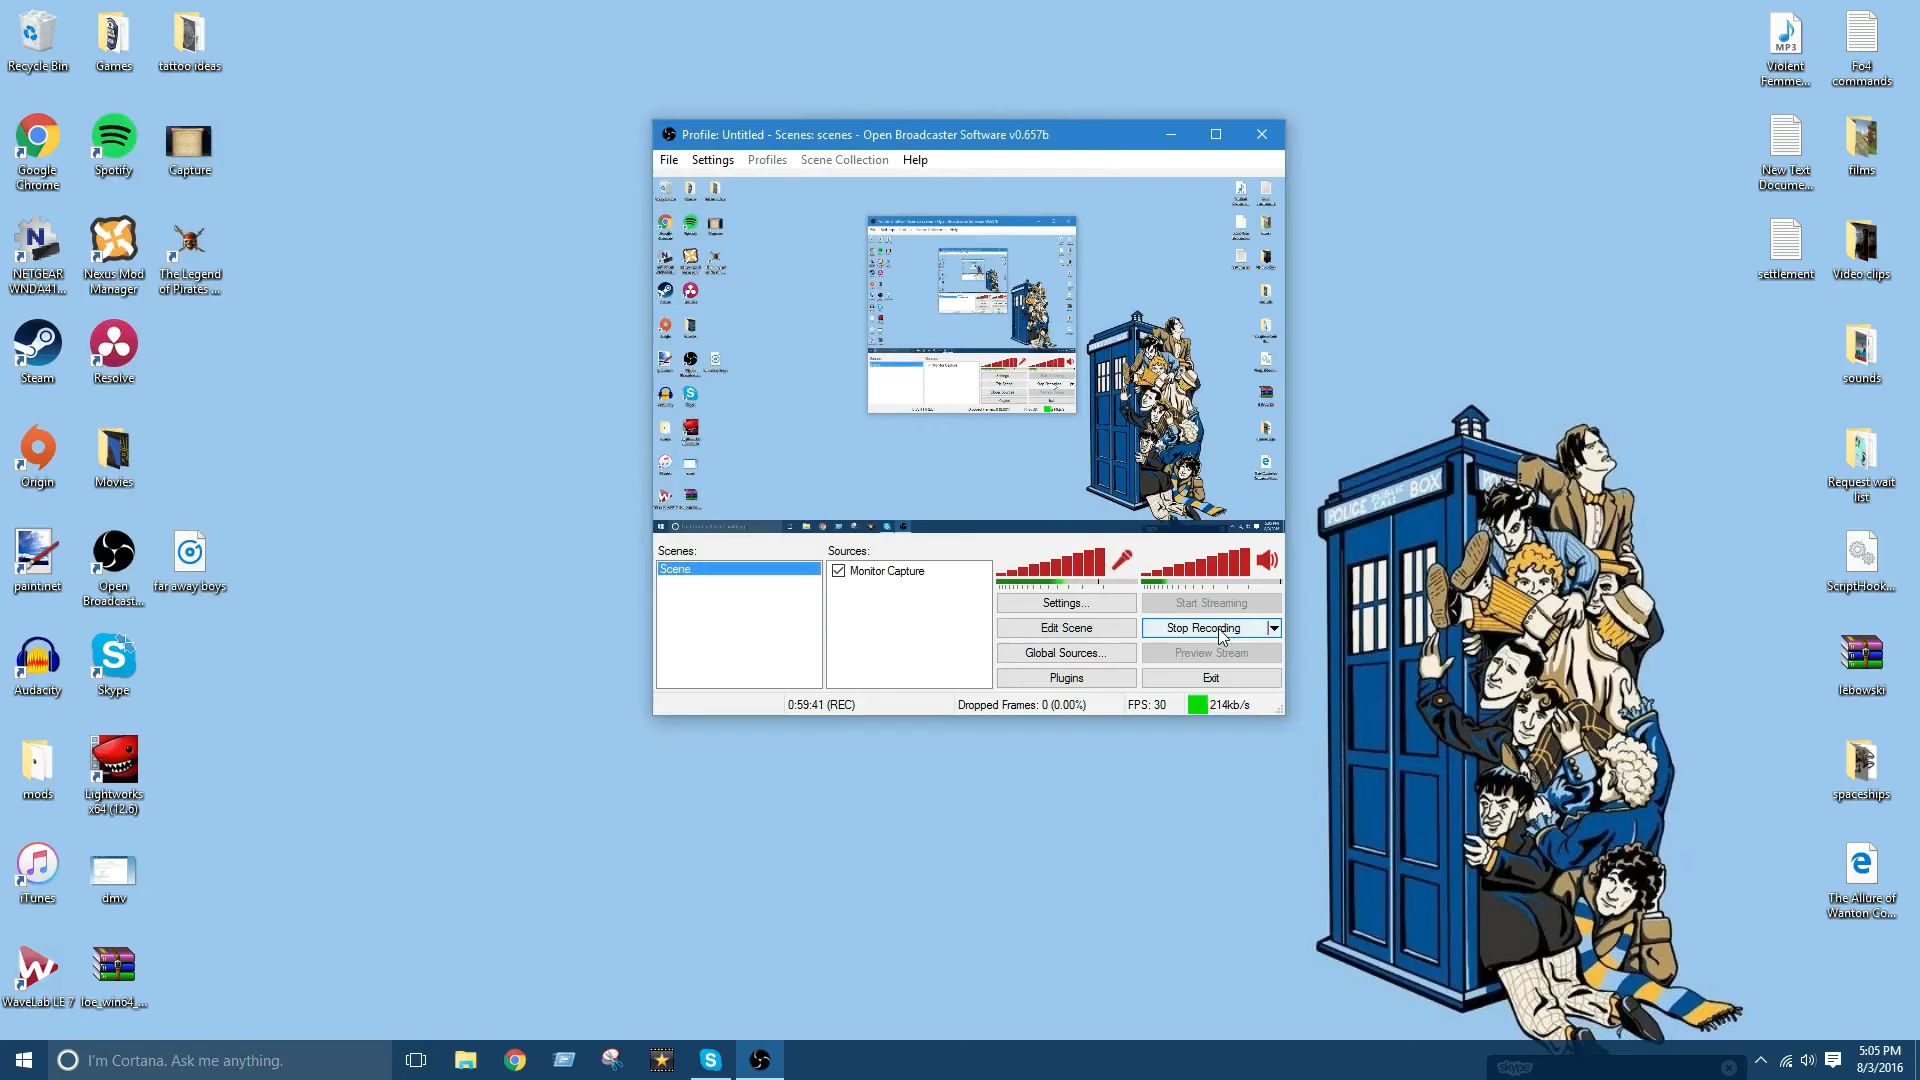 Recycle Bin
Games
tattoo ideas
Google
Chrome
Spotify
Capture
NETGEAR
WNDA41...
Nexus Mod
Manager
The Legend
of Pirates ...
Steam
Resolve
Origin
Movies
paint.net
Open
Broadcast...
far away boys
Audacity
Skype
mods
Lightworks
x64 (12.6)
iTunes
dmv
WaveLab LE 7
loe_win64_...
Profile: Untitled - Scenes: scenes - Open Broadcaster Software v0.657b
File
Settings
Profiles
Scene Collection
Help
Scenes:
Scene
Sources:
Monitor Capture
Settings...
Start Streaming
Edit Scene
Stop Recording
Global Sources...
Preview Stream
Plugins
Exit
0:59:41 (REC)
Dropped Frames: 0 (0.00%)
FPS: 30
214kb/s
POLICE PUBLIC CALL BOX
MP3
Violent
Femme...
Fo4
commands
New Text
Docume...
films
settlement
Video clips
sounds
Request wait
list
ScriptHook...
lebowski
spaceships
The Allure of
Wanton Co...
I'm Cortana. Ask me anything.
skype
5:05 PM
8/3/2016